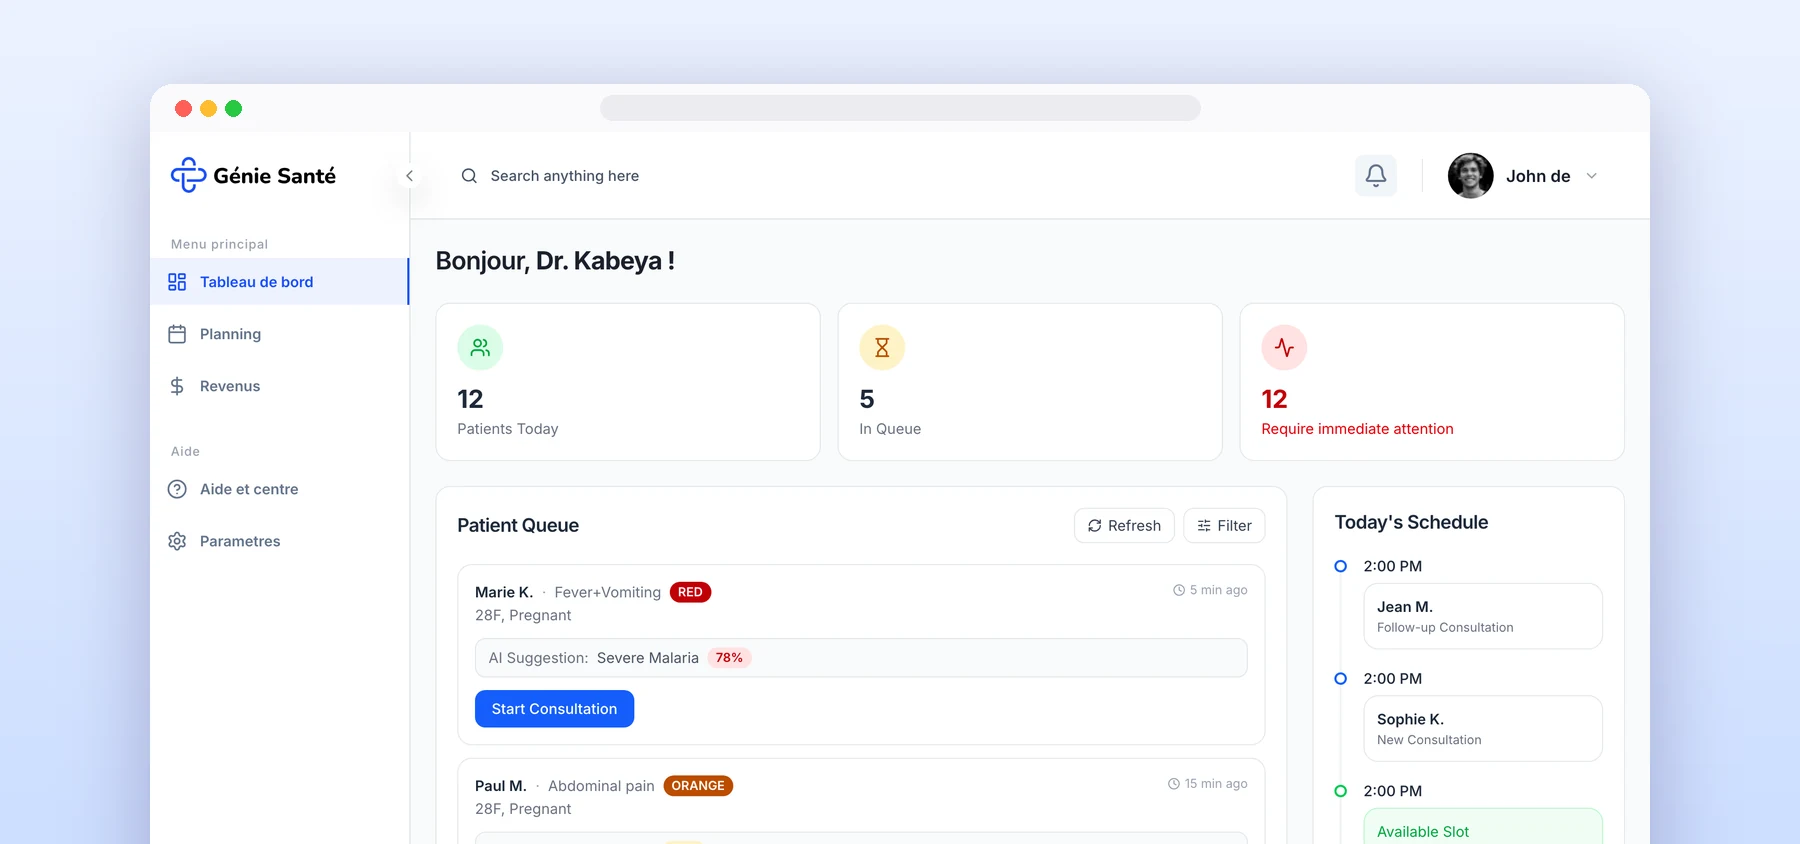 Génie Santé
Search anything here
John de
Menu principal
Tableau de bord
Planning
Revenus
Aide
Aide et centre
Parametres
Bonjour, Dr. Kabeya !
12
Patients Today
5
In Queue
12
Require immediate attention
Patient Queue
Refresh
Filter
Marie K. · Fever+Vomiting RED
5 min ago
28F, Pregnant
AI Suggestion: Severe Malaria 78%
Start Consultation
Paul M. · Abdominal pain ORANGE
15 min ago
28F, Pregnant
Today's Schedule
2:00 PM
Jean M.
Follow-up Consultation
2:00 PM
Sophie K.
New Consultation
2:00 PM
Available Slot